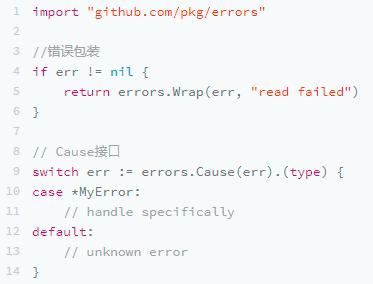 1 import "github.com/pkg/errors"
2
3 //错误包装
4 if err != nil {
5     return errors.Wrap(err, "read failed")
6 }
7
8 // Cause接口
9 switch err := errors.Cause(err).(type) {
10 case *MyError:
11     // handle specifically
12 default:
13     // unknown error
14 }